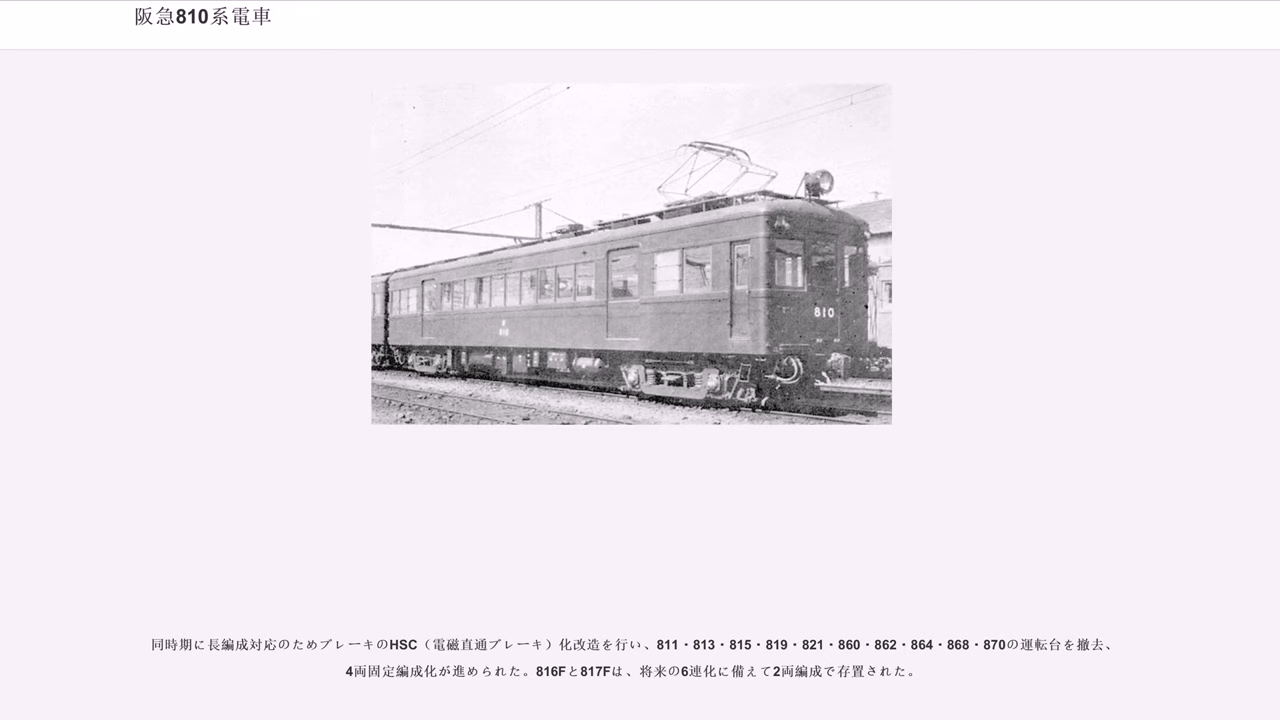 阪急810系電車
810
同時期に長編成対応のためブレーキのHSC（電磁直通ブレーキ）化改造を行い、811・813・815・819・821・860・862・864・868・870の運転台を撤去、
4両固定編成化が進められた。816Fと817Fは、将来の6連化に備えて2両編成で存置された。